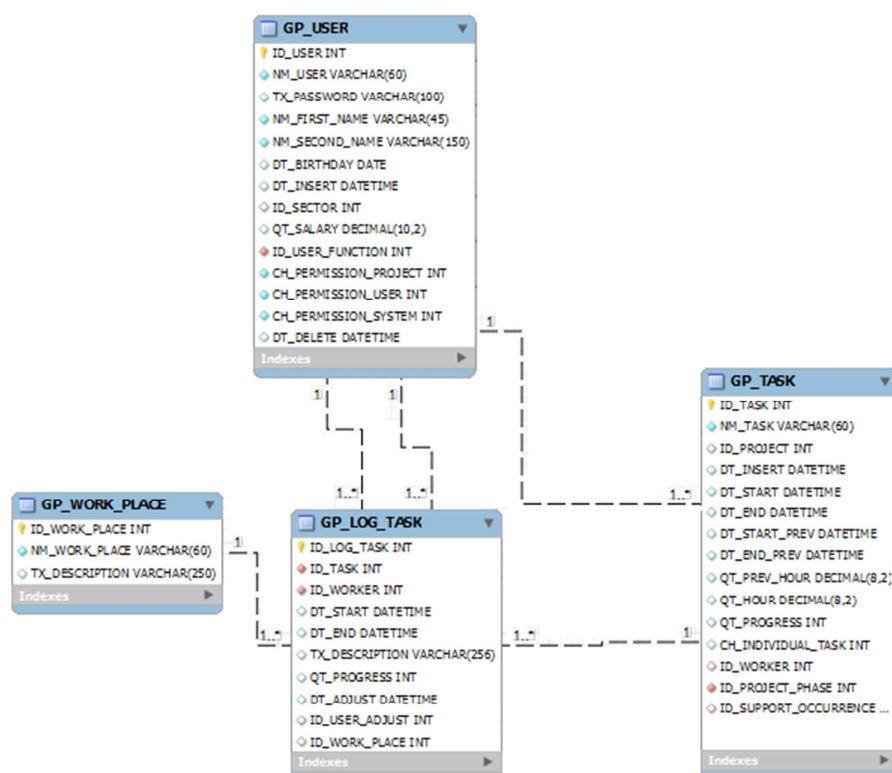 GP_USER
ID_USER INT
NM_USER VARCHAR(60)
TX_PASSWORD VARCHAR(100)
NM_FIRST_NAME VARCHAR(45)
NM_SECOND_NAME VARCHAR(150)
DT_BIRTHDAY DATE
DT_INSERT DATETIME
ID_SECTOR INT
QT_SALARY DECIMAL(10,2)
ID_USER_FUNCTION INT
CH_PERMISSION_PROJECT INT
CH_PERMISSION_USER INT
CH_PERMISSION_SYSTEM INT
DT_DELETE DATETIME
Indexes
1
1
1
1..*
1..*
1..*
GP_WORK_PLACE
ID_WORK_PLACE INT
NM_WORK_PLACE VARCHAR(60)
TX_DESCRIPTION VARCHAR(250)
Indexes
1
1..*
GP_LOG_TASK
ID_LOG_TASK INT
ID_TASK INT
ID_WORKER INT
DT_START DATETIME
DT_END DATETIME
TX_DESCRIPTION VARCHAR(256)
QT_PROGRESS INT
DT_ADJUST DATETIME
ID_USER_ADJUST INT
ID_WORK_PLACE INT
Indexes
1..*
1
GP_TASK
ID_TASK INT
NM_TASK VARCHAR(60)
ID_PROJECT INT
DT_INSERT DATETIME
DT_START DATETIME
DT_END DATETIME
DT_START_PREV DATETIME
DT_END_PREV DATETIME
QT_PREV_HOUR DECIMAL(8,2)
QT_HOUR DECIMAL(8,2)
QT_PROGRESS INT
CH_INDIVIDUAL_TASK INT
ID_WORKER INT
ID_PROJECT_PHASE INT
ID_SUPPORT_OCCURRENCE ...
Indexes